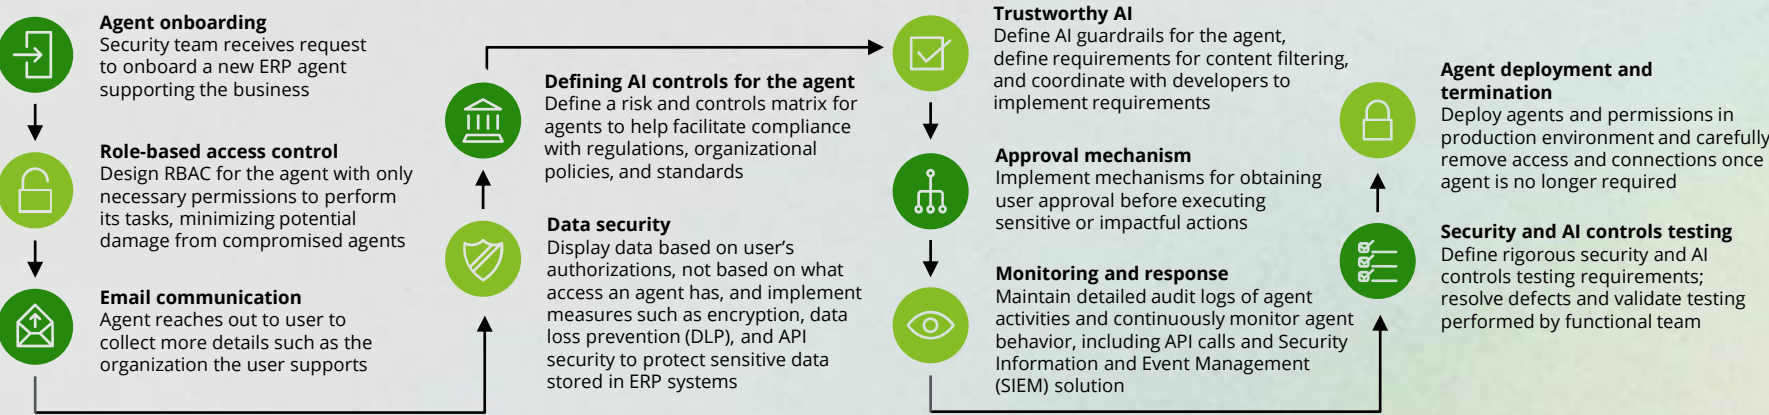 Agent onboarding
Security team receives request
to onboard a new ERP agent
supporting the business
Role-based access control
Design RBAC for the agent with only
necessary permissions to perform
its tasks, minimizing potential
damage from compromised agents
Email communication
Agent reaches out to user to
collect more details such as the
organization the user supports
Data security
Display data based on user’s
authorizations, not based on what
access an agent has, and implement
measures such as encryption, data
loss prevention (DLP), and API
security to protect sensitive data
stored in ERP systems
Defining AI controls for the agent
Define a risk and controls matrix for
agents to help facilitate compliance
with regulations, organizational
policies, and standards
Trustworthy AI
Define AI guardrails for the agent,
define requirements for content filtering,
and coordinate with developers to
implement requirements
Approval mechanism
Implement mechanisms for obtaining
user approval before executing
sensitive or impactful actions
Monitoring and response
Maintain detailed audit logs of agent
activities and continuously monitor agent
behavior, including API calls and Security
Information and Event Management
(SIEM) solution
Security and AI controls testing
Define rigorous security and AI
controls testing requirements;
resolve defects and validate testing
performed by functional team
Agent deployment and
termination
Deploy agents and permissions in
production environment and carefully
remove access and connections once
agent is no longer required